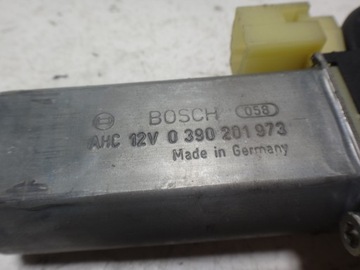 BOSCH 058
AHC 12V 0 390 201 973
Made in Germany